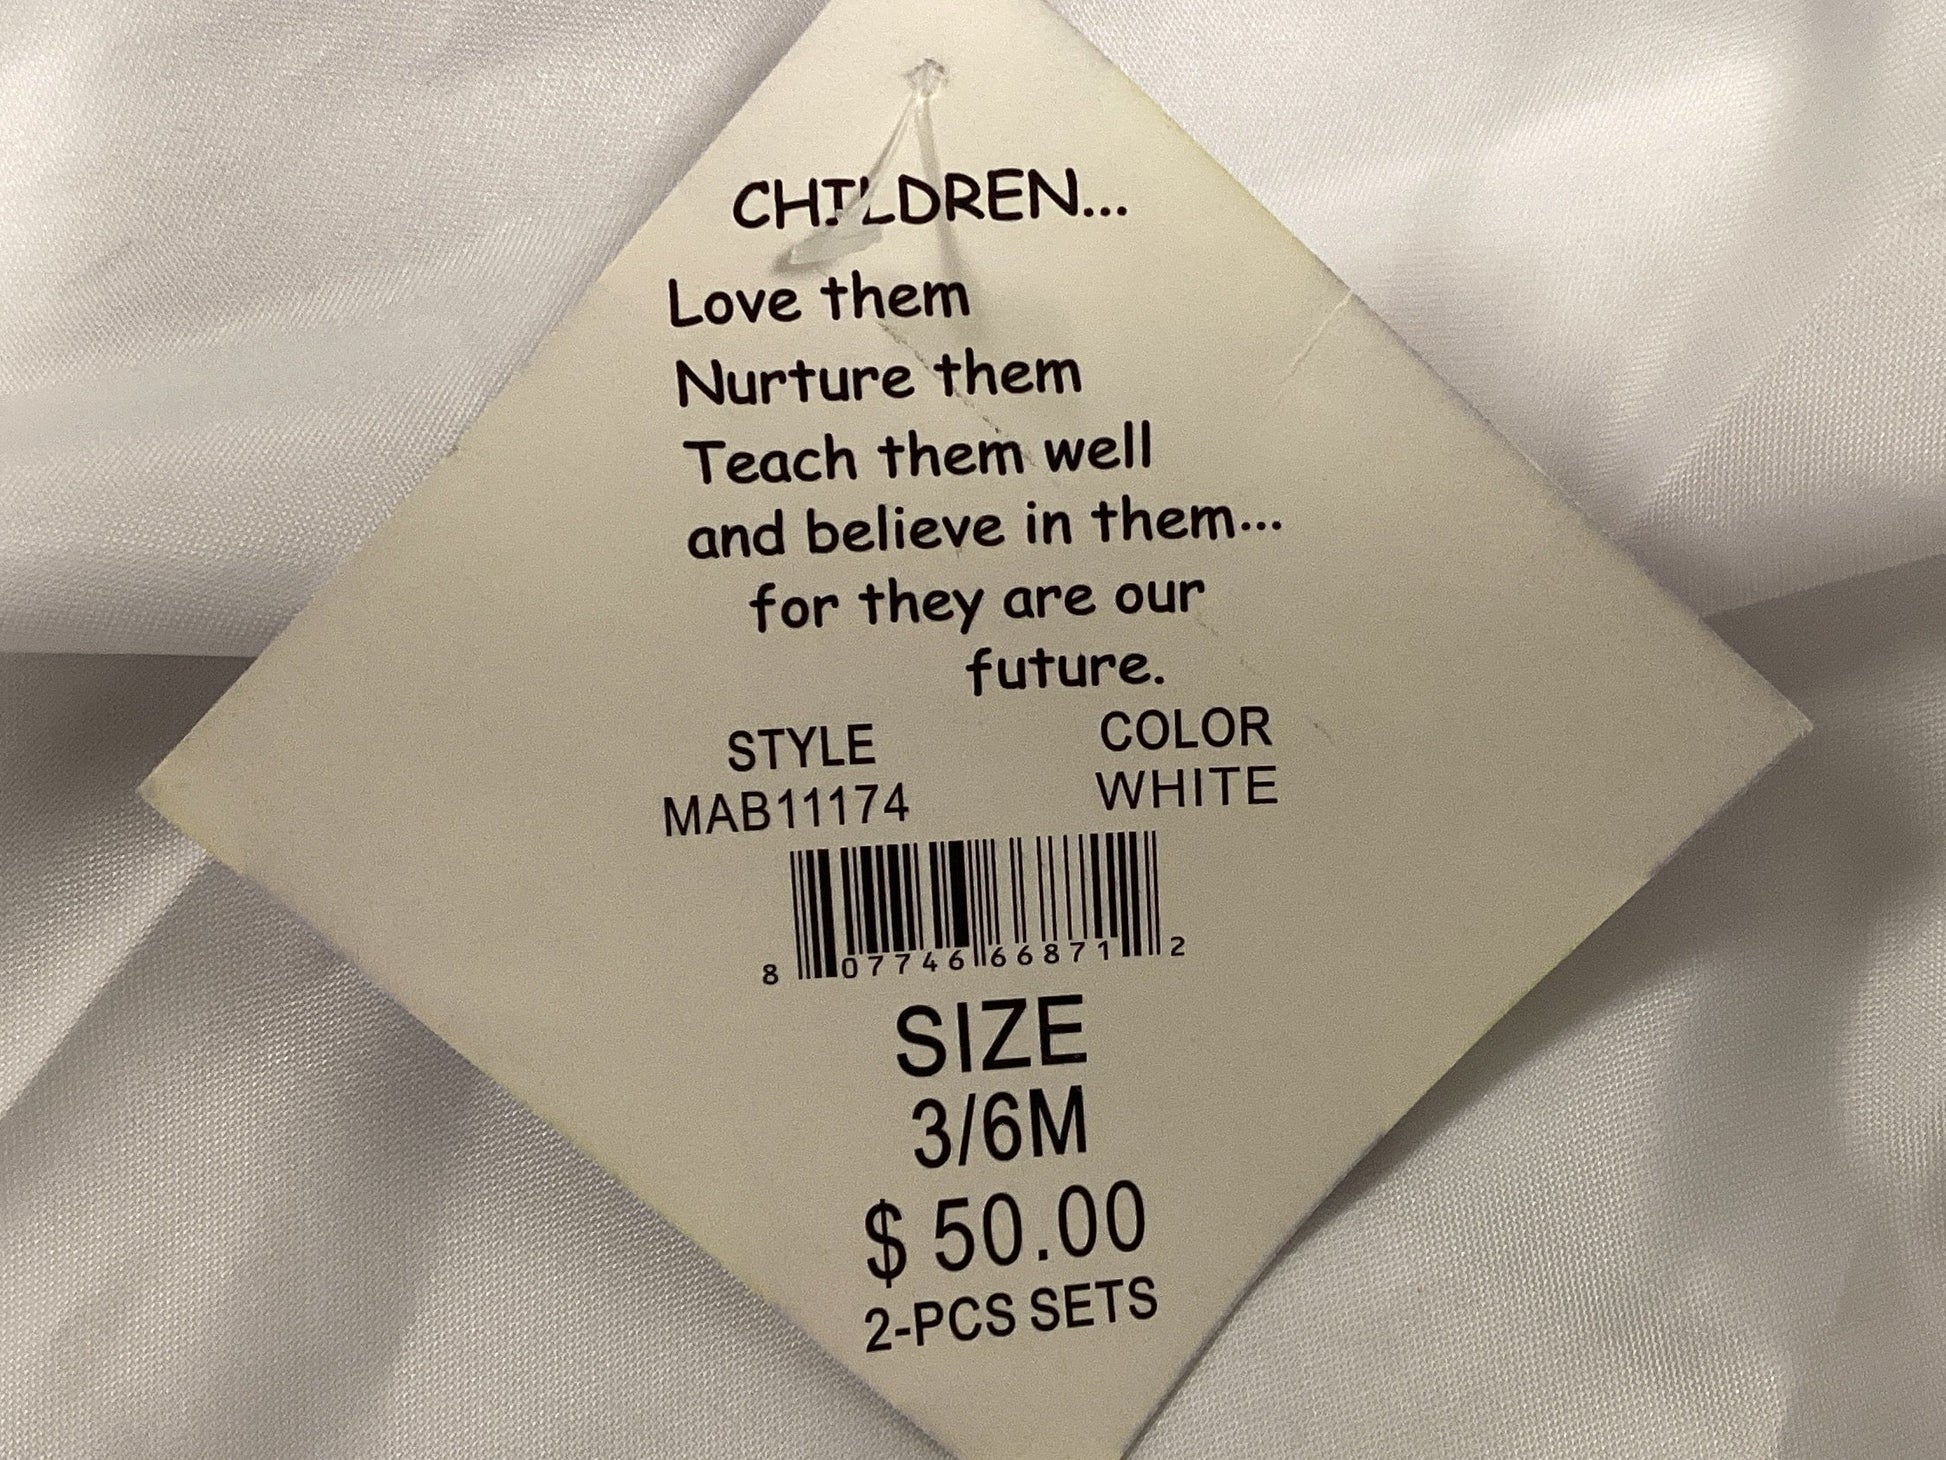 CHILDREN...
Love them
Nurture them
Teach them well
and believe in them...
for they are our
future.
STYLE COLOR
MAB11174 WHITE
8 07746 66871 2
SIZE
3/6M
$ 50.00
2-PCS SETS